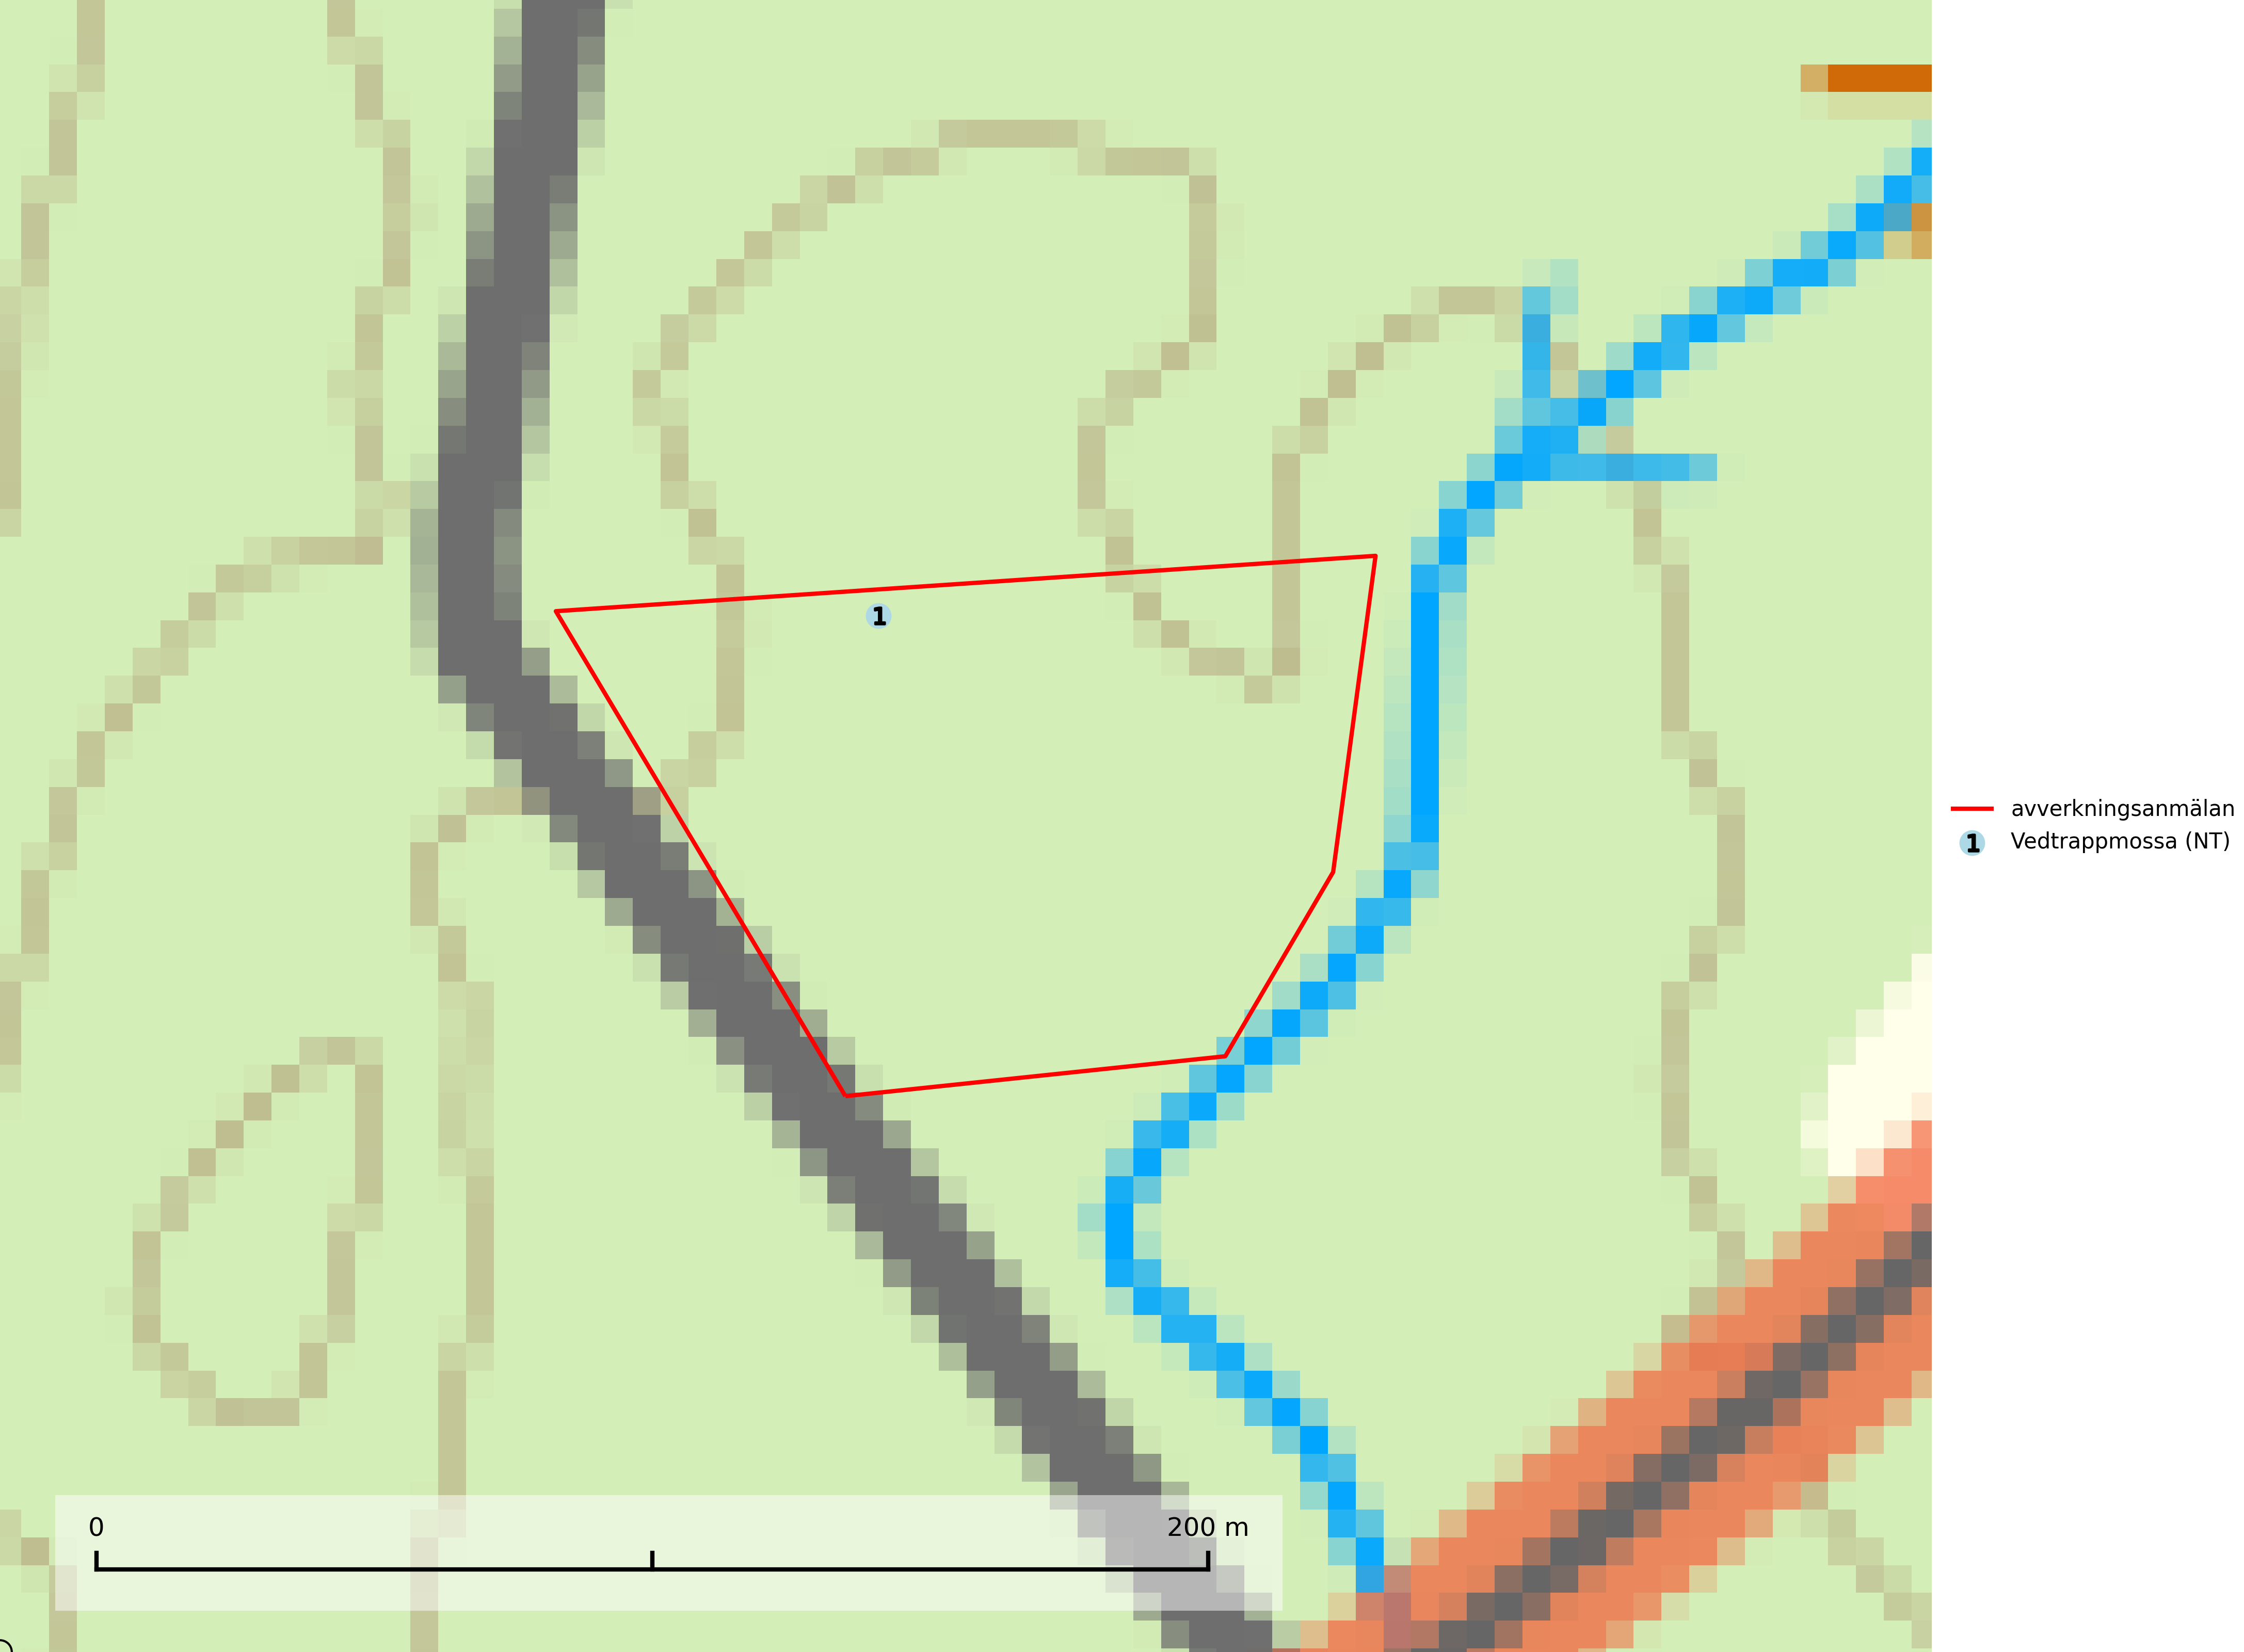 1
avverkningsanmälan
1 Vedtrappmossa (NT)
0 200 m